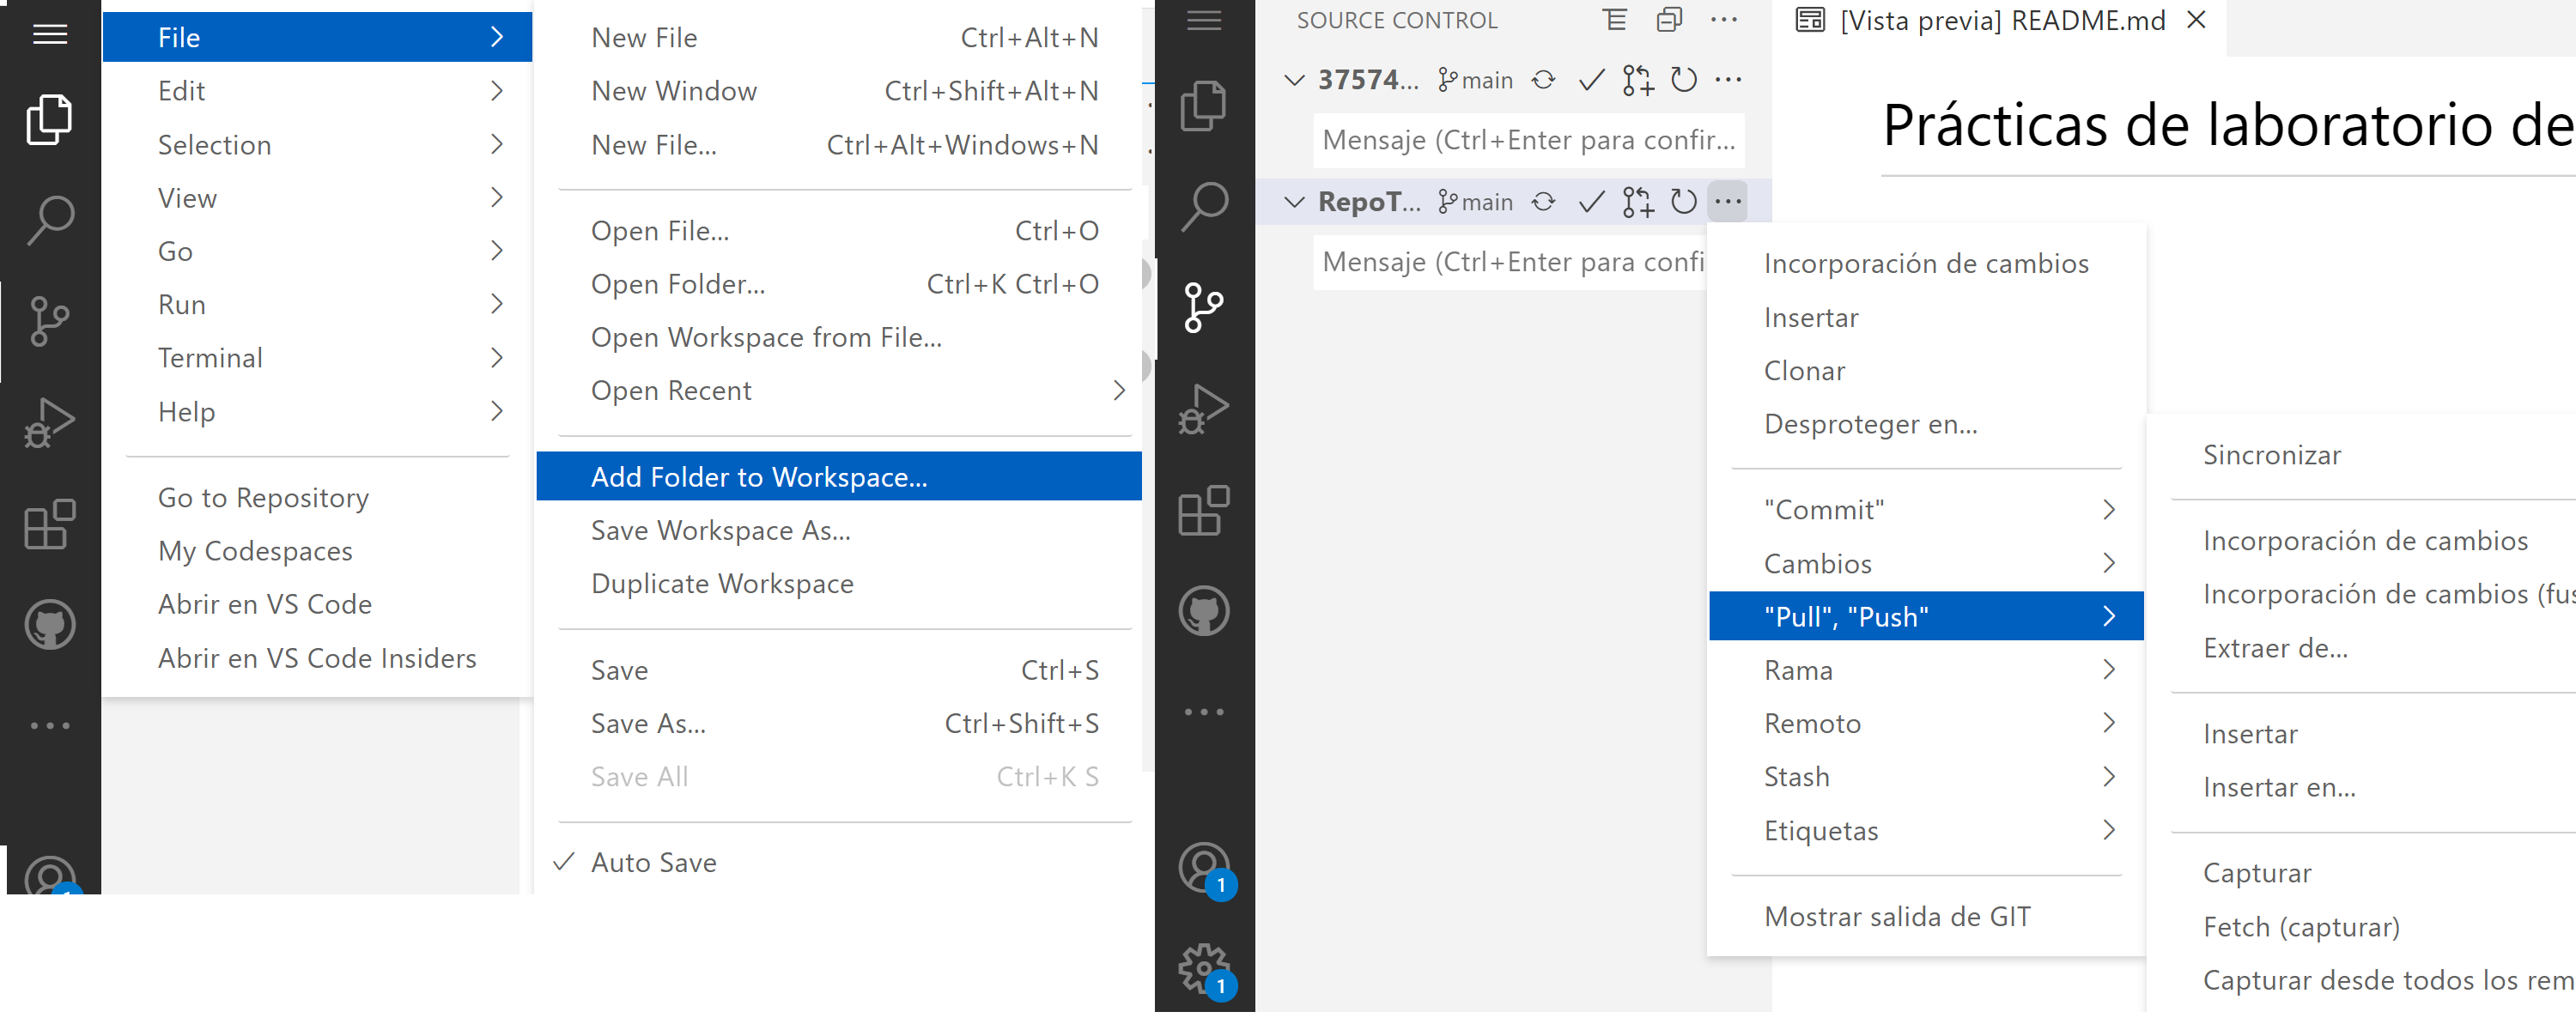 File
Edit
Selection
View
Go
Run
Terminal
Help
Go to Repository
My Codespaces
Abrir en VS Code
Abrir en VS Code Insiders
New File Ctrl+Alt+N
New Window Ctrl+Shift+Alt+N
New File... Ctrl+Alt+Windows+N
Open File... Ctrl+O
Open Folder... Ctrl+K Ctrl+O
Open Workspace from File...
Open Recent
Add Folder to Workspace...
Save Workspace As...
Duplicate Workspace
Save Ctrl+S
Save As... Ctrl+Shift+S
Save All Ctrl+K S
Auto Save
SOURCE CONTROL
37574... main
Mensaje (Ctrl+Enter para confir...
RepoT... main
Mensaje (Ctrl+Enter para confi
Incorporación de cambios
Insertar
Clonar
Desproteger en...
"Commit"
Cambios
"Pull", "Push"
Rama
Remoto
Stash
Etiquetas
Mostrar salida de GIT
1
1
[Vista previa] README.md
Prácticas de laboratorio de
Sincronizar
Incorporación de cambios
Incorporación de cambios (fus
Extraer de...
Insertar
Insertar en...
Capturar
Fetch (capturar)
Capturar desde todos los rem